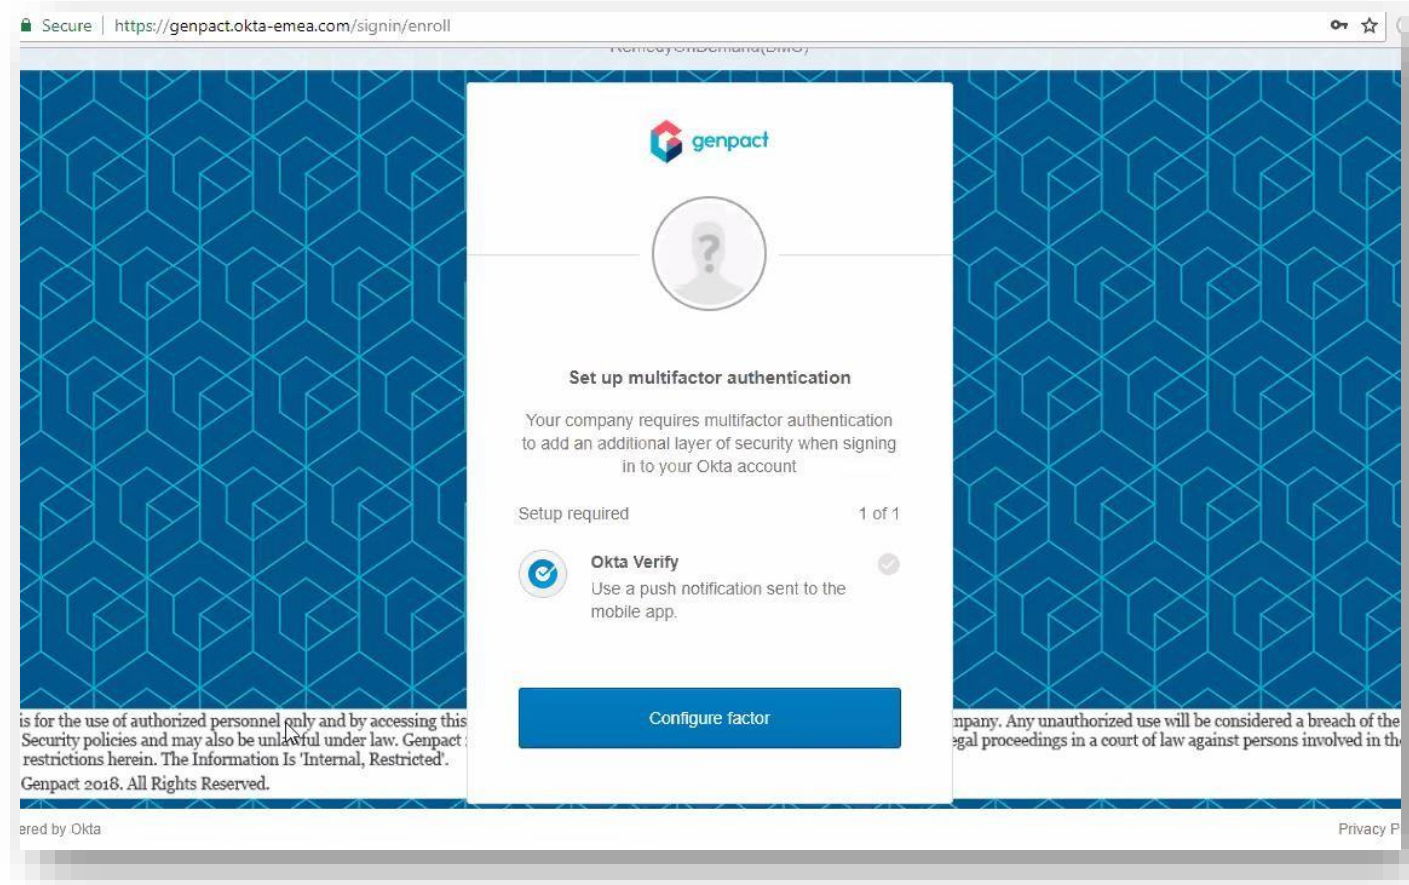 Secure | https://genpact.okta-emea.com/signin/enroll
RemedyOnDemand(BMC)
genpact
?
Set up multifactor authentication
Your company requires multifactor authentication
to add an additional layer of security when signing
in to your Okta account
Setup required 1 of 1
Okta Verify
Use a push notification sent to the
mobile app.
Configure factor
is for the use of authorized personnel only and by accessing this
Security policies and may also be unlawful under law. Genpact
restrictions herein. The Information Is 'Internal, Restricted'.
Genpact 2018. All Rights Reserved.
mpany. Any unauthorized use will be considered a breach of the
egal proceedings in a court of law against persons involved in th
ered by Okta
Privacy P